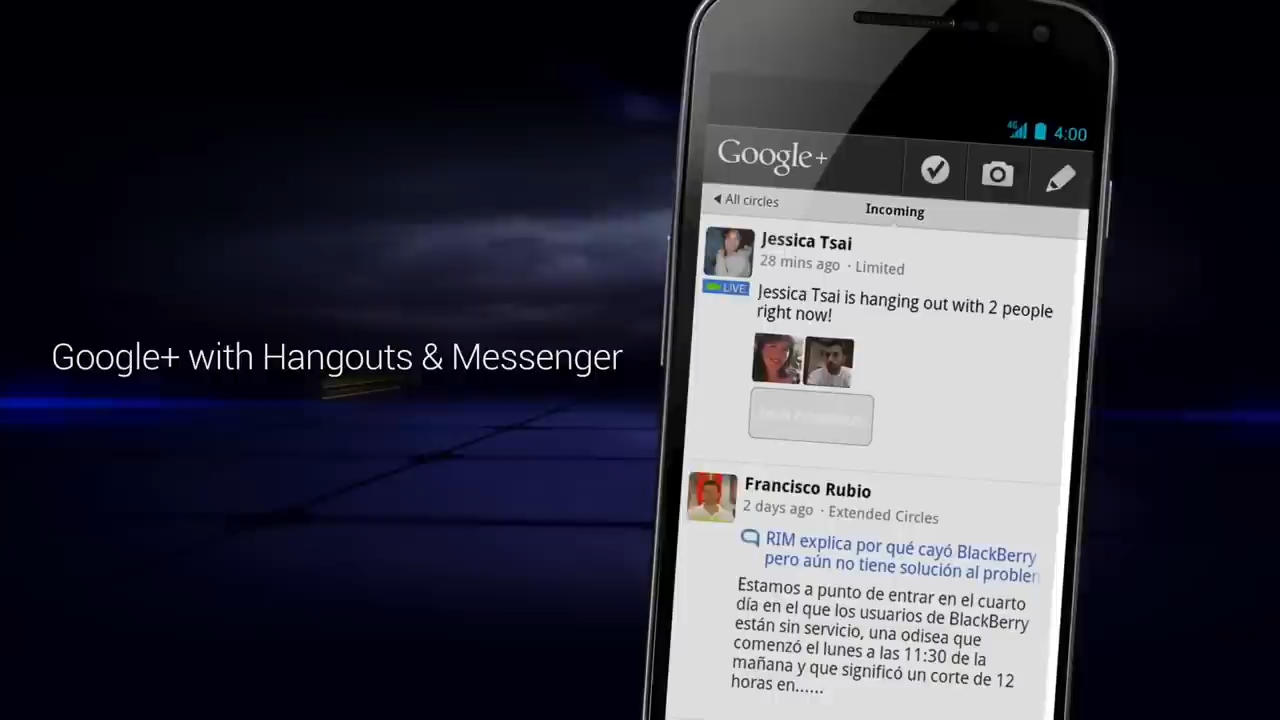 4G 4:00
Google+
All circles Incoming
Jessica Tsai
28 mins ago · Limited
LIVE
Jessica Tsai is hanging out with 2 people
right now!
Google+ with Hangouts & Messenger
Francisco Rubio
2 days ago · Extended Circles
RIM explica por qué cayó BlackBerry
pero aún no tiene solución al problem
Estamos a punto de entrar en el cuarto
día en el que los usuarios de BlackBerry
están sin servicio, una odisea que
comenzó el lunes a las 11:30 de la
mañana y que significó un corte de 12
horas en......